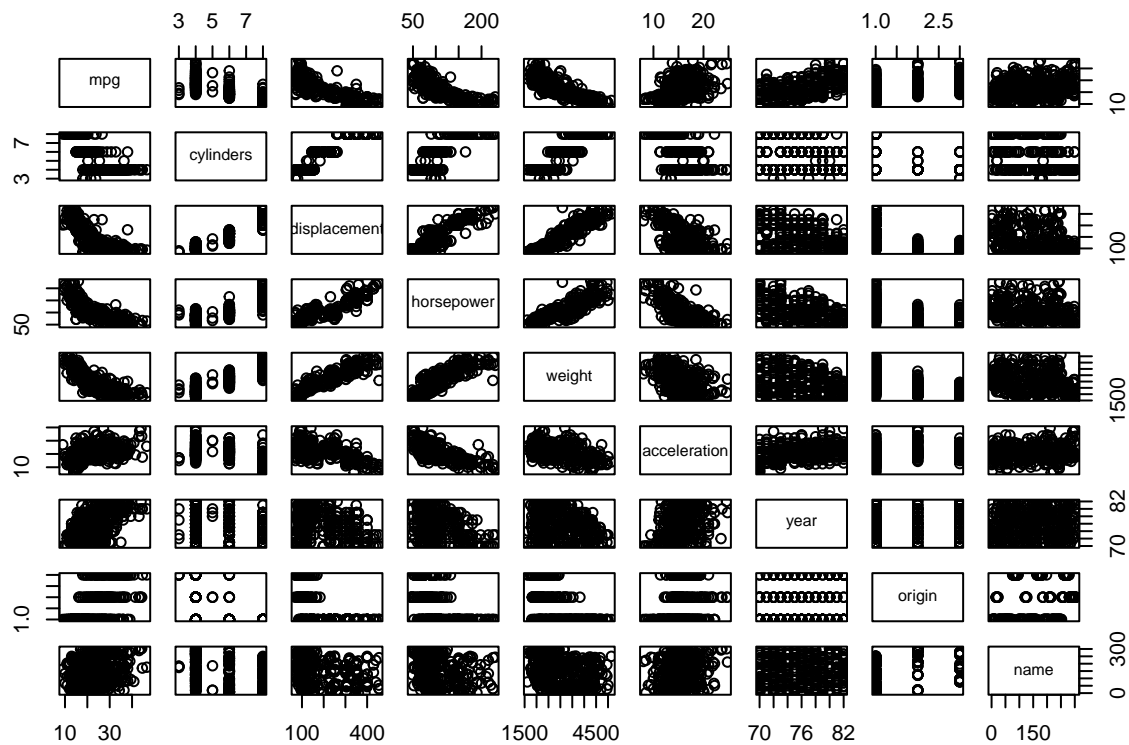 3 5 7 50 200 10 20 1.0 2.5
mpg 10
3 7 cylinders
displacement 100
50 horsepower
weight 1500
10 acceleration
year 70 82
1.0 origin
name 0 300
10 30 100 400 1500 4500 70 76 82 0 150